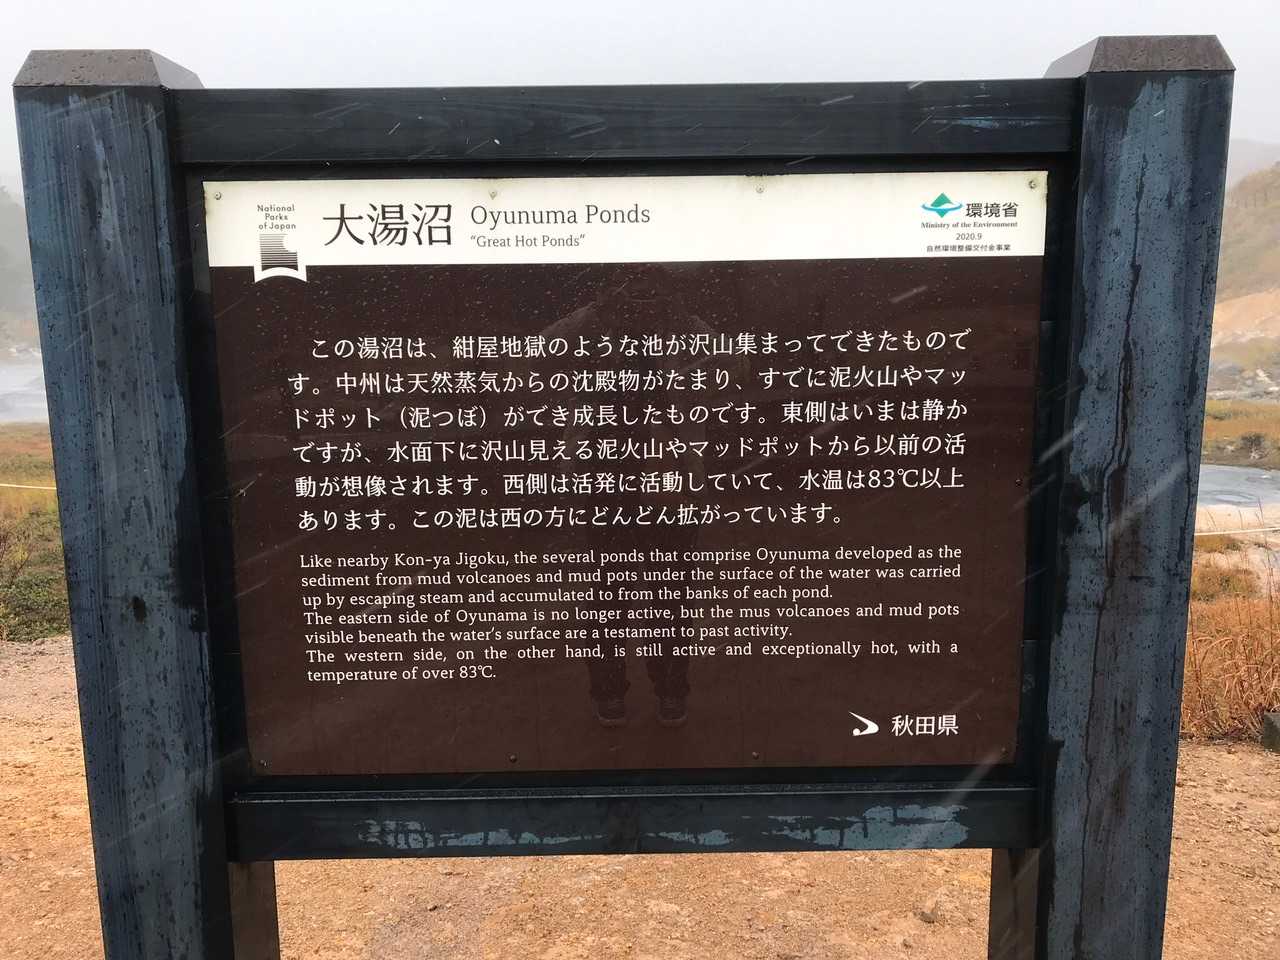 National
Parks
of Japan
大湯沼
Oyunuma Ponds
"Great Hot Ponds"
環境省
Ministry of the Environment
2020.9
自然環境整備交付金事業
この湯沼は、紺屋地獄のような池が沢山集まってできたもので
す。中州は天然蒸気からの沈殿物がたまり、すでに泥火山やマッ
ドポット（泥つぼ）ができ成長したものです。東側はいまは静か
ですが、水面下に沢山見える泥火山やマッドポットから以前の活
動が想像されます。西側は活発に活動していて、水温は83℃以上
あります。この泥は西の方にどんどん拡がっています。
Like nearby Kon-ya Jigoku, the several ponds that comprise Oyunuma developed as the
sediment from mud volcanoes and mud pots under the surface of the water was carried
up by escaping steam and accumulated to from the banks of each pond.
The eastern side of Oyunama is no longer active, but the mus volcanoes and mud pots
visible beneath the water's surface are a testament to past activity.
The western side, on the other hand, is still active and exceptionally hot, with a
temperature of over 83℃.
秋田県